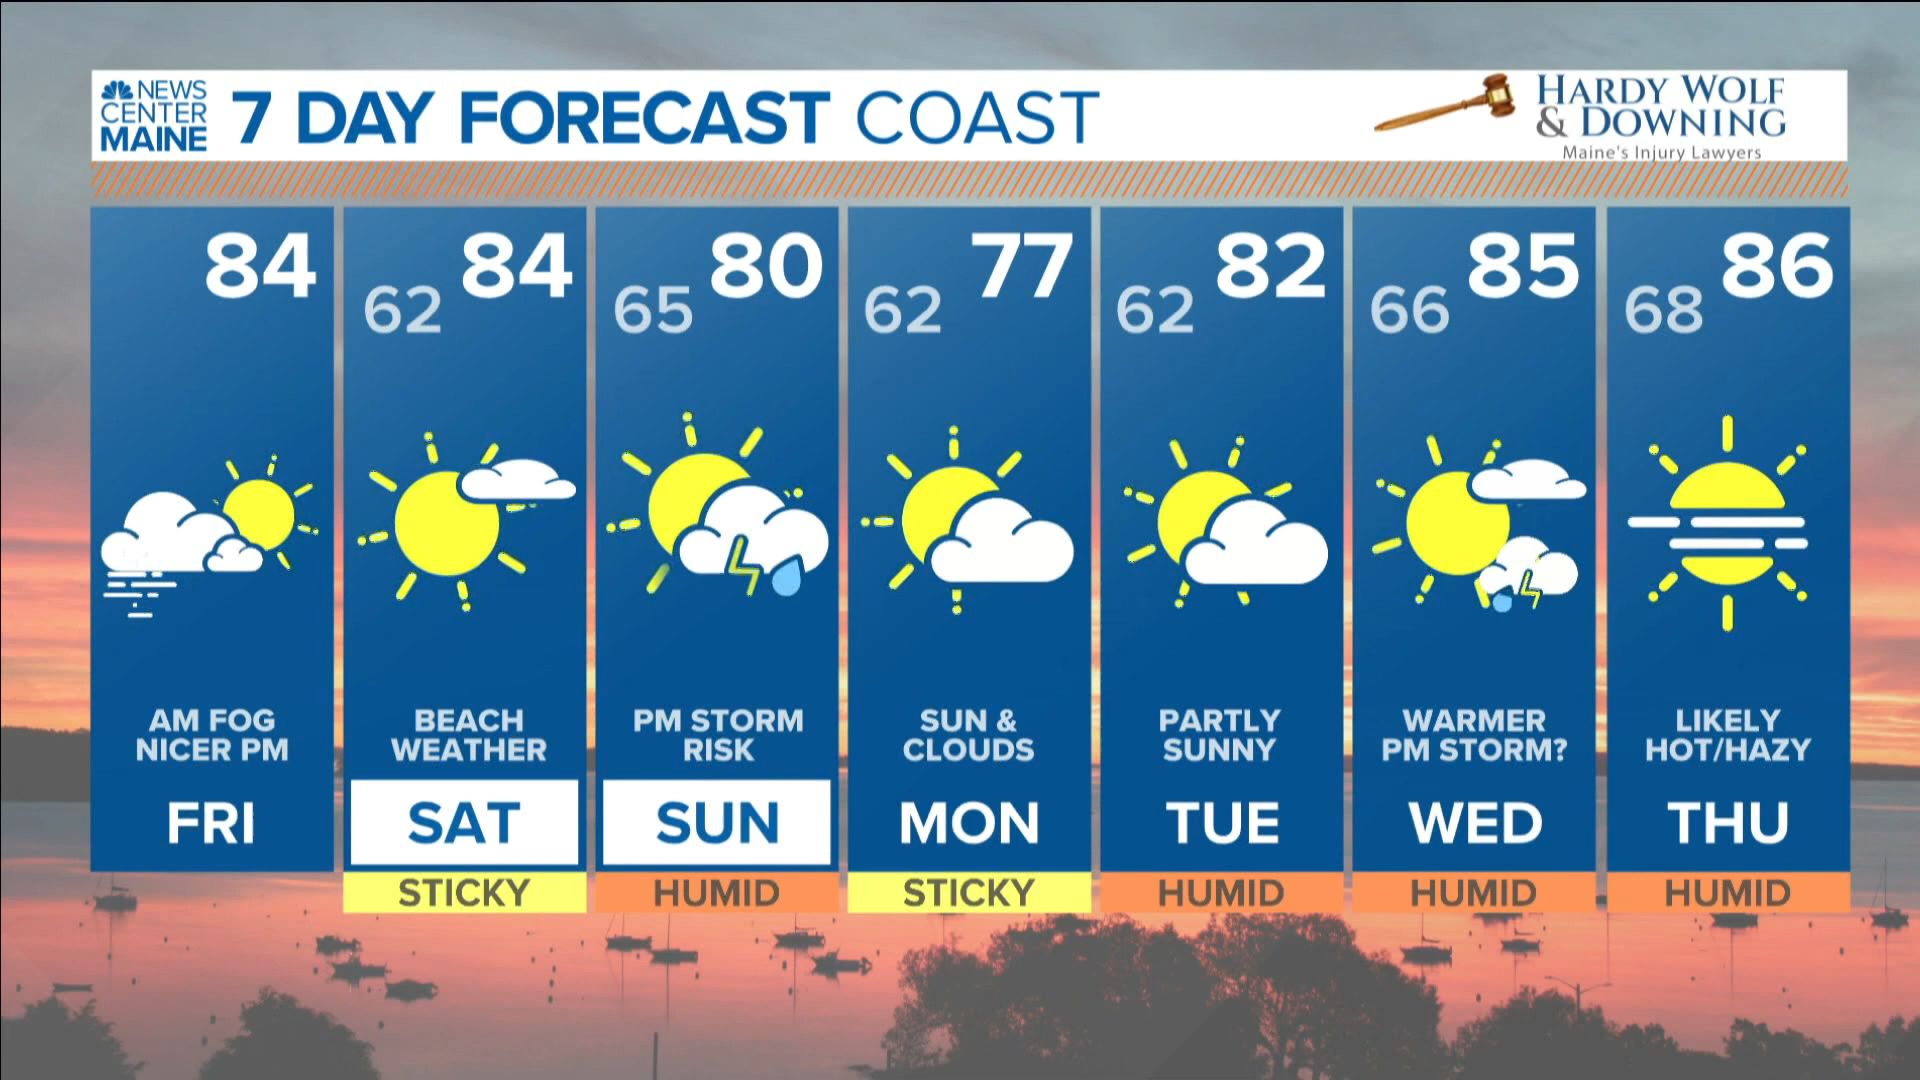 NEWS
CENTER
MAINE
7 DAY FORECAST COAST
HARDY WOLF
& DOWNING
Maine's Injury Lawyers
84
AM FOG
NICER PM
FRI
62 84
BEACH
WEATHER
SAT
STICKY
65 80
PM STORM
RISK
SUN
HUMID
62 77
SUN &
CLOUDS
MON
STICKY
62 82
PARTLY
SUNNY
TUE
HUMID
66 85
WARMER
PM STORM?
WED
HUMID
68 86
LIKELY
HOT/HAZY
THU
HUMID